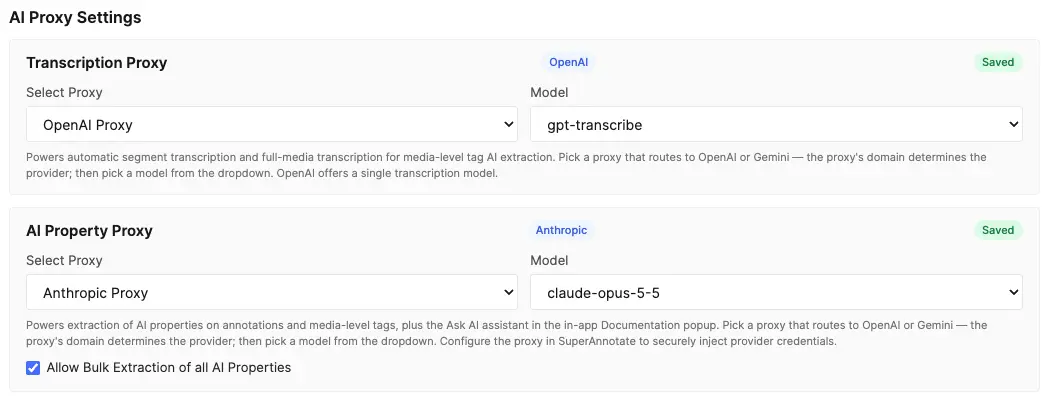 AI Proxy Settings
Transcription Proxy
OpenAI
Saved
Select Proxy
Model
OpenAI Proxy
gpt-transcribe
Powers automatic segment transcription and full-media transcription for media-level tag AI extraction. Pick a proxy that routes to OpenAI or Gemini — the proxy's domain determines the
provider; then pick a model from the dropdown. OpenAI offers a single transcription model.
AI Property Proxy
Anthropic
Saved
Select Proxy
Model
Anthropic Proxy
claude-opus-5-5
Powers extraction of AI properties on annotations and media-level tags, plus the Ask AI assistant in the in-app Documentation popup. Pick a proxy that routes to OpenAI or Gemini — the
proxy's domain determines the provider; then pick a model from the dropdown. Configure the proxy in SuperAnnotate to securely inject provider credentials.
Allow Bulk Extraction of all AI Properties